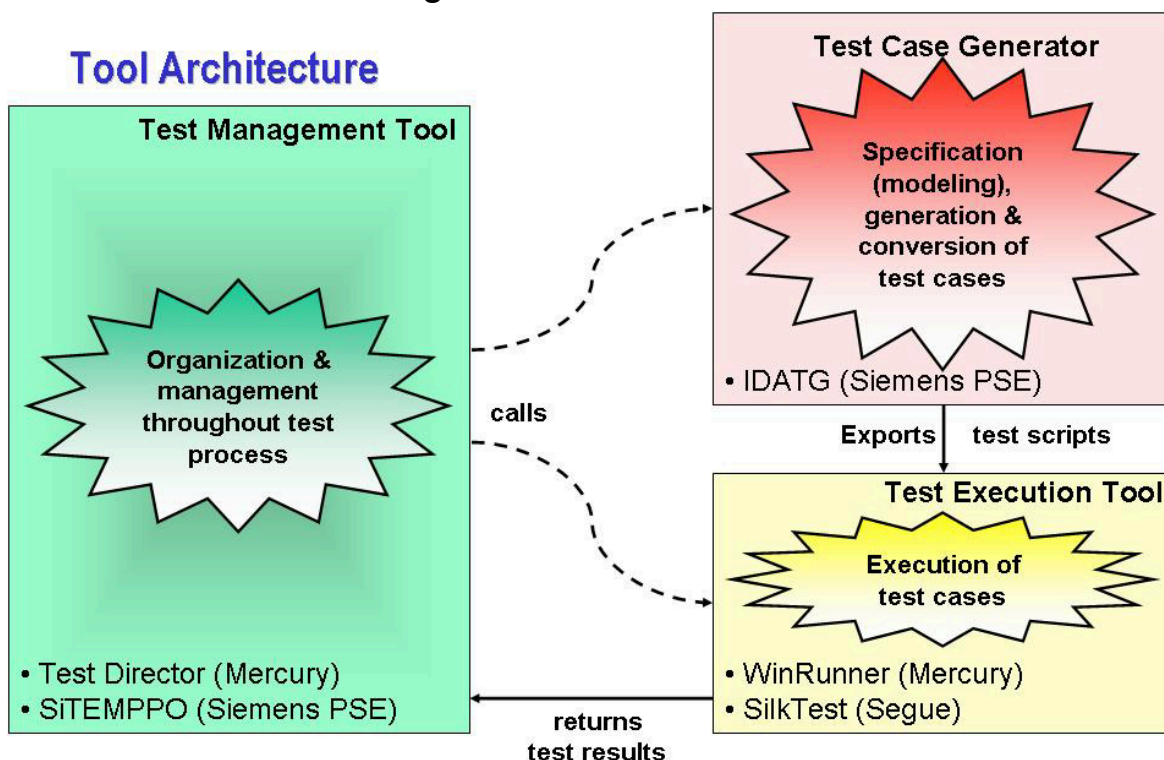 Tool Architecture
Test Management Tool
Organization &
management
throughout test
process
• Test Director (Mercury)
• SiTEMPPO (Siemens PSE)
calls
Test Case Generator
Specification
(modeling),
generation &
conversion of
test cases
• IDATG (Siemens PSE)
Exports test scripts
Test Execution Tool
Execution of
test cases
• WinRunner (Mercury)
• SilkTest (Segue)
returns
test results